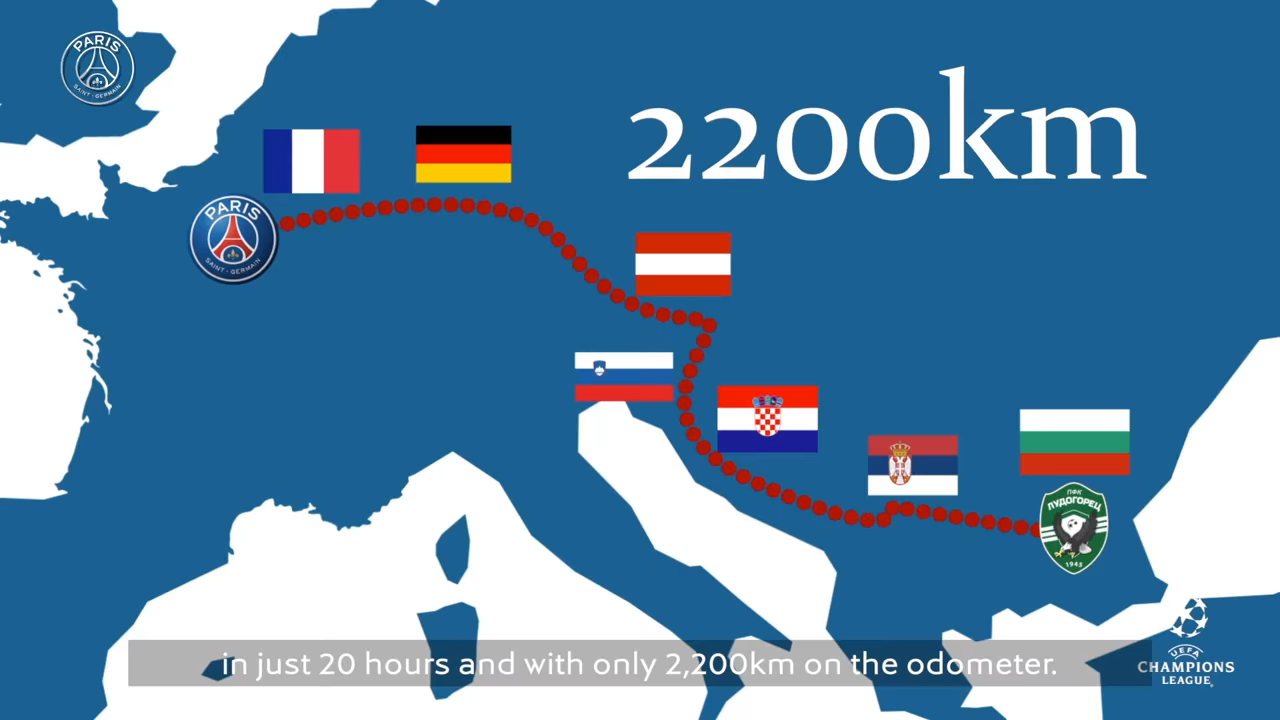 PARIS
SAINT-GERMAIN
2200km
PARIS
SAINT-GERMAIN
ПФК
ЛУДОГОРЕЦ
1945
in just 20 hours and with only 2,200km on the odometer.
UEFA
CHAMPIONS
LEAGUE